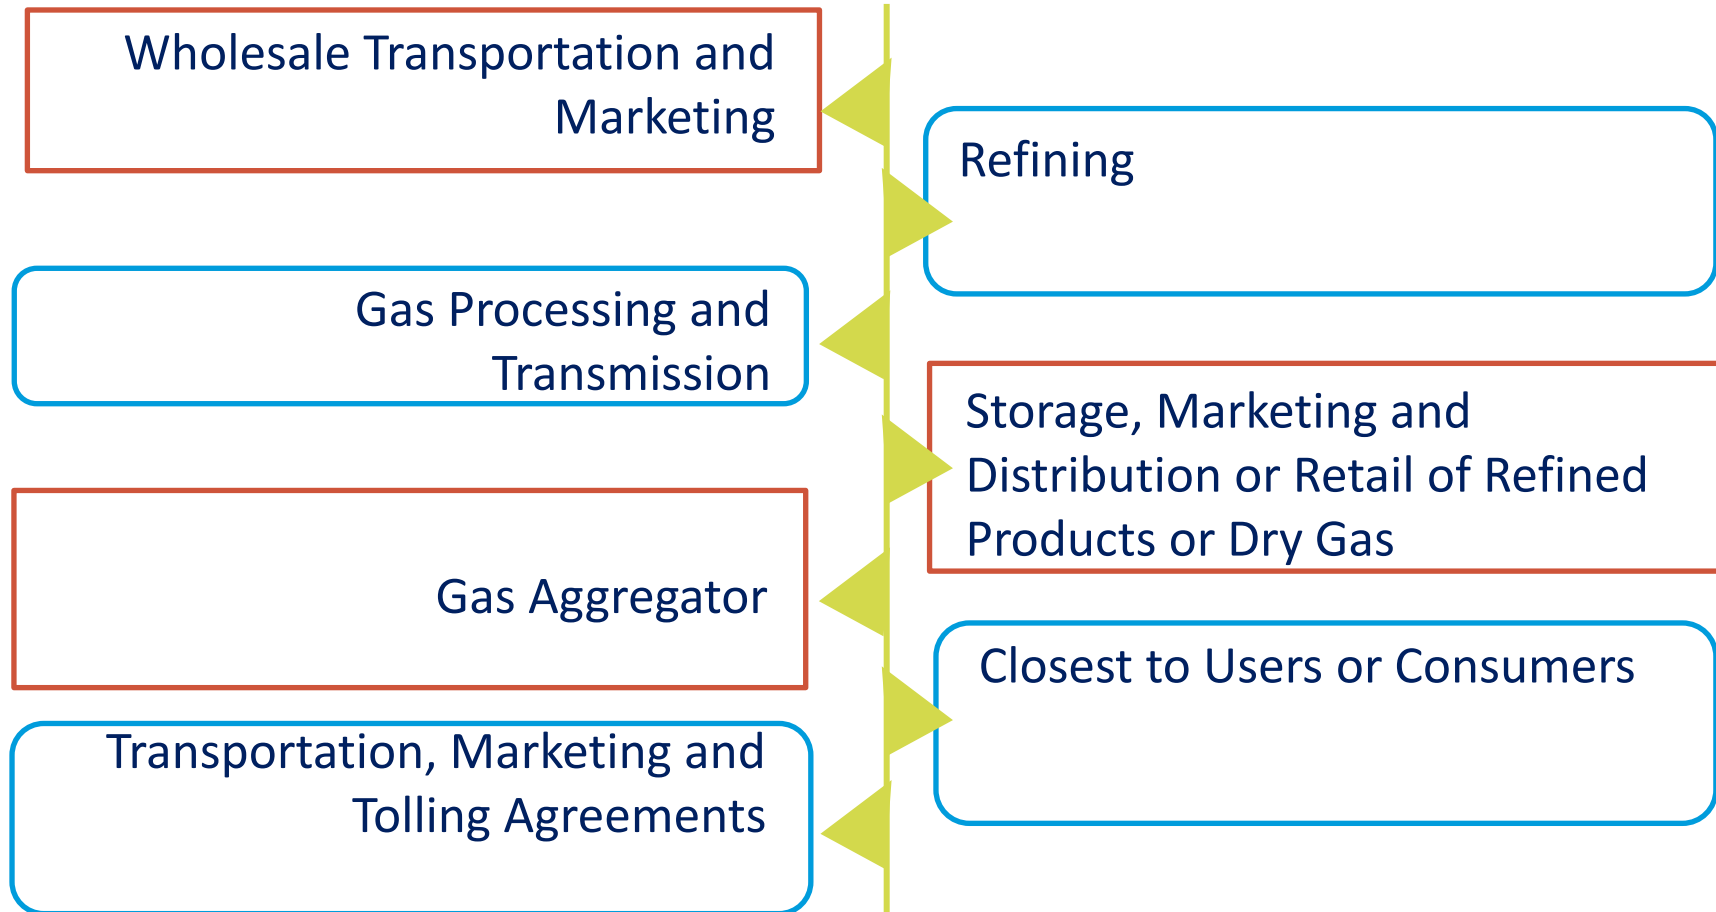 Wholesale Transportation and
Marketing
Refining
Gas Processing and
Transmission
Storage, Marketing and
Distribution or Retail of Refined
Products or Dry Gas
Gas Aggregator
Closest to Users or Consumers
Transportation, Marketing and
Tolling Agreements